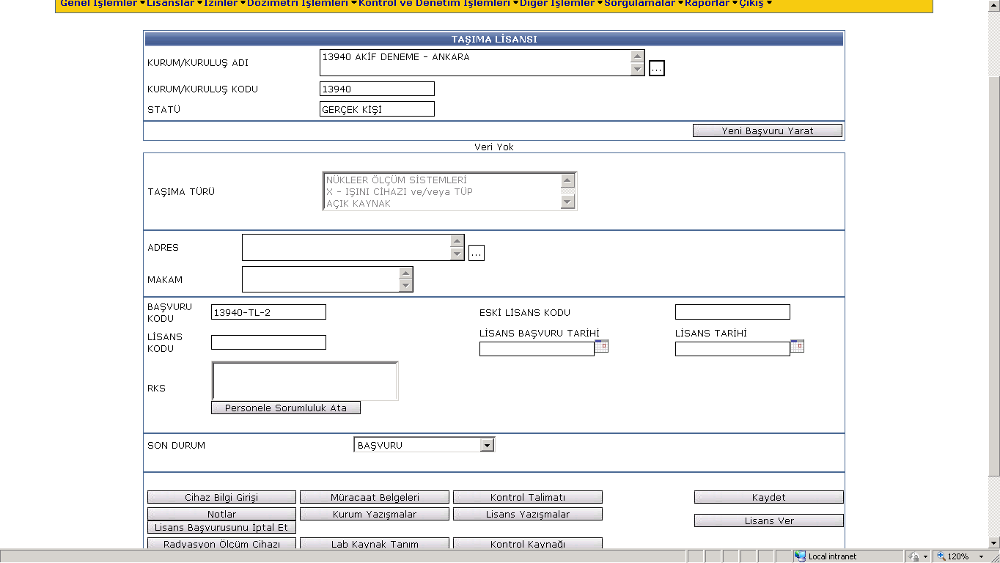 Genel İşlemler Lisanslar İzinler Dozimetri İşlemleri Kontrol ve Denetim İşlemleri Diğer İşlemler Sorgulamalar Raporlar Çıkış
TAŞIMA LİSANSI
KURUM/KURULUŞ ADI 13940 AKİF DENEME - ANKARA ...
KURUM/KURULUŞ KODU 13940
STATÜ GERÇEK KİŞİ
Yeni Başvuru Yarat
Veri Yok
NÜKLEER ÖLÇÜM SİSTEMLERİ
TAŞIMA TÜRÜ X - IŞINI CİHAZI ve/veya TÜP
AÇIK KAYNAK
ADRES ...
MAKAM
BAŞVURU KODU 13940-TL-2 ESKİ LİSANS KODU
LİSANS KODU LİSANS BAŞVURU TARİHİ LİSANS TARİHİ
RKS
Personele Sorumluluk Ata
SON DURUM BAŞVURU
Cihaz Bilgi Girişi Müracaat Belgeleri Kontrol Talimatı Kaydet
Notlar Kurum Yazışmalar Lisans Yazışmalar Lisans Ver
Lisans Başvurusunu İptal Et
Radyasyon Ölçüm Cihazı Lab Kaynak Tanım Kontrol Kaynağı
Local intranet 120%